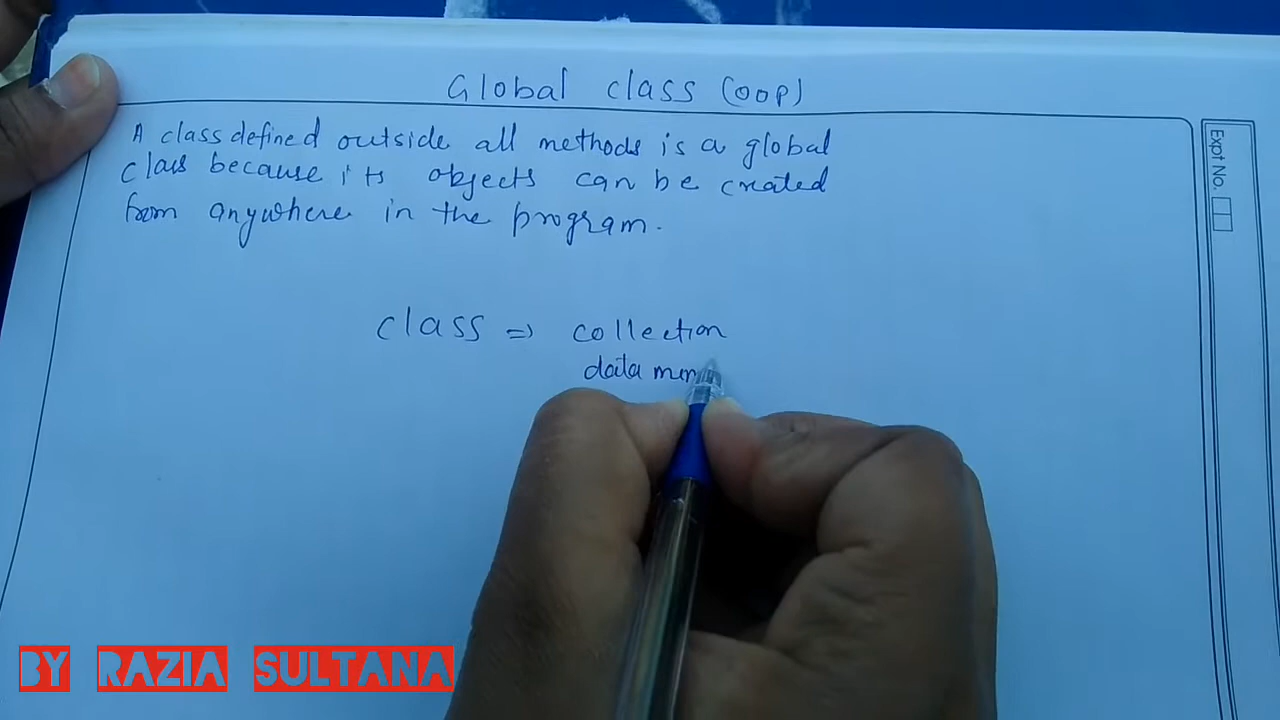 Global class (OOP)
A class defined outside all methods is a global
class because its objects can be created
from anywhere in the program.
class => collection
data mem
Expt No.
BY RAZIA SULTANA